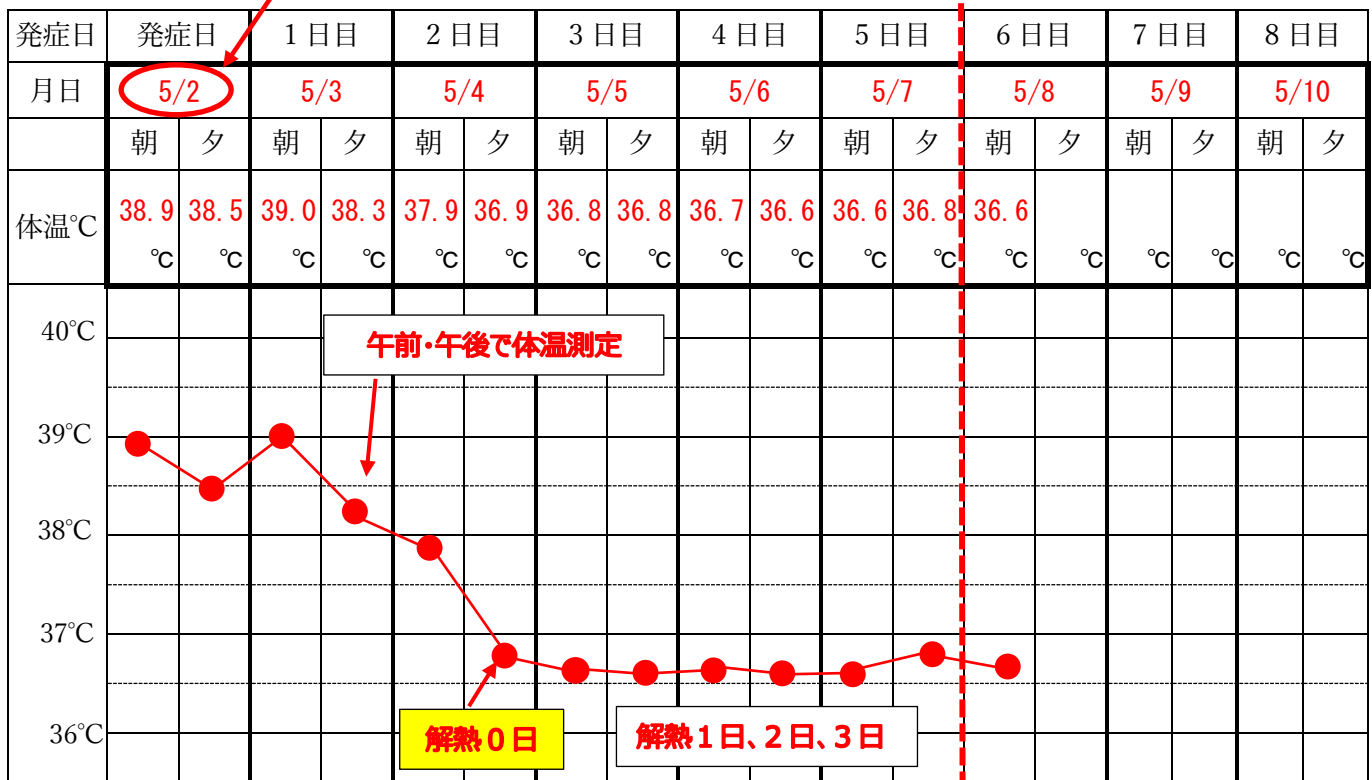 発症日 発症日 1日目 2日目 3日目 4日目 5日目 6日目 7日目 8日目
月日 5/2 5/3 5/4 5/5 5/6 5/7 5/8 5/9 5/10
朝 夕 朝 夕 朝 夕 朝 夕 朝 夕 朝 夕 朝 夕 朝 夕 朝 夕
体温℃ 38.9 38.5 39.0 38.3 37.9 36.9 36.8 36.8 36.7 36.6 36.6 36.8 36.6
℃ ℃ ℃ ℃ ℃ ℃ ℃ ℃ ℃ ℃ ℃ ℃ ℃ ℃ ℃ ℃ ℃ ℃
40℃
午前・午後で体温測定
39℃
38℃
37℃
36℃
解熱0日
解熱1日、2日、3日